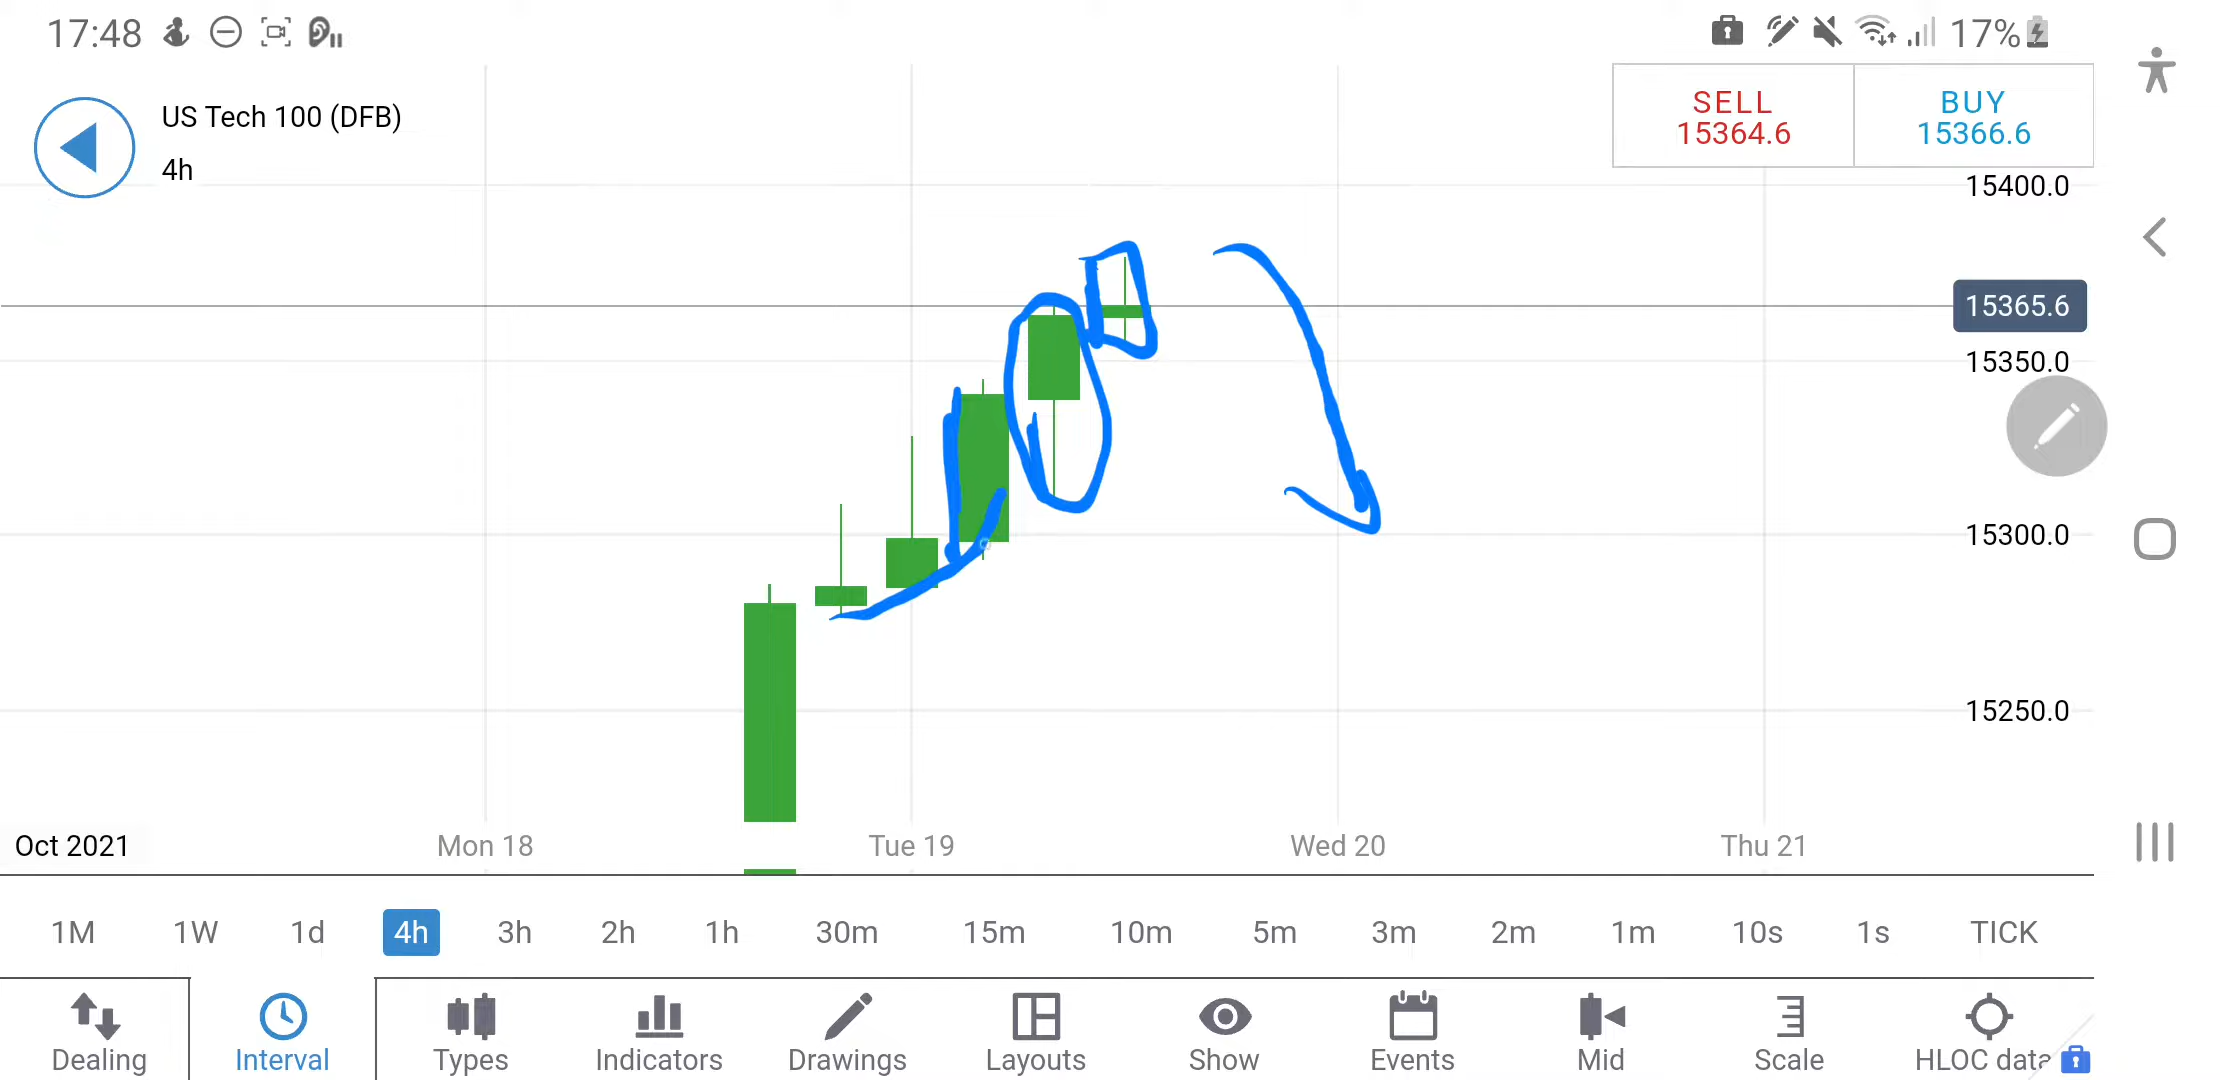 17:48
17%
US Tech 100 (DFB)
4h
SELL
15364.6
BUY
15366.6
15400.0
15365.6
15350.0
15300.0
15250.0
Oct 2021
Mon 18
Tue 19
Wed 20
Thu 21
1M 1W 1d 4h 3h 2h 1h 30m 15m 10m 5m 3m 2m 1m 10s 1s TICK
Dealing Interval Types Indicators Drawings Layouts Show Events Mid Scale HLOC data